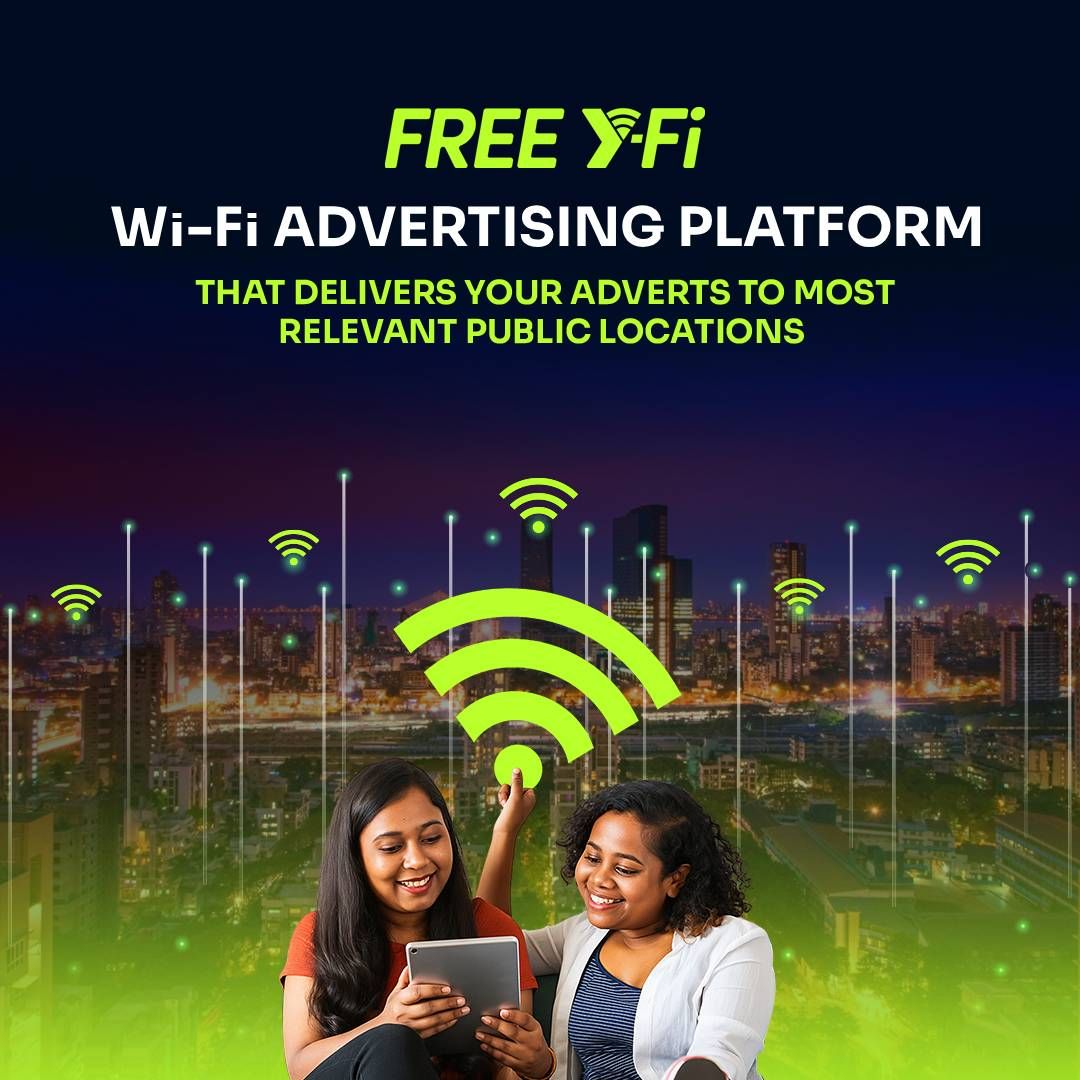 FREE Y-Fi
Wi-Fi ADVERTISING PLATFORM
THAT DELIVERS YOUR ADVERTS TO MOST
RELEVANT PUBLIC LOCATIONS